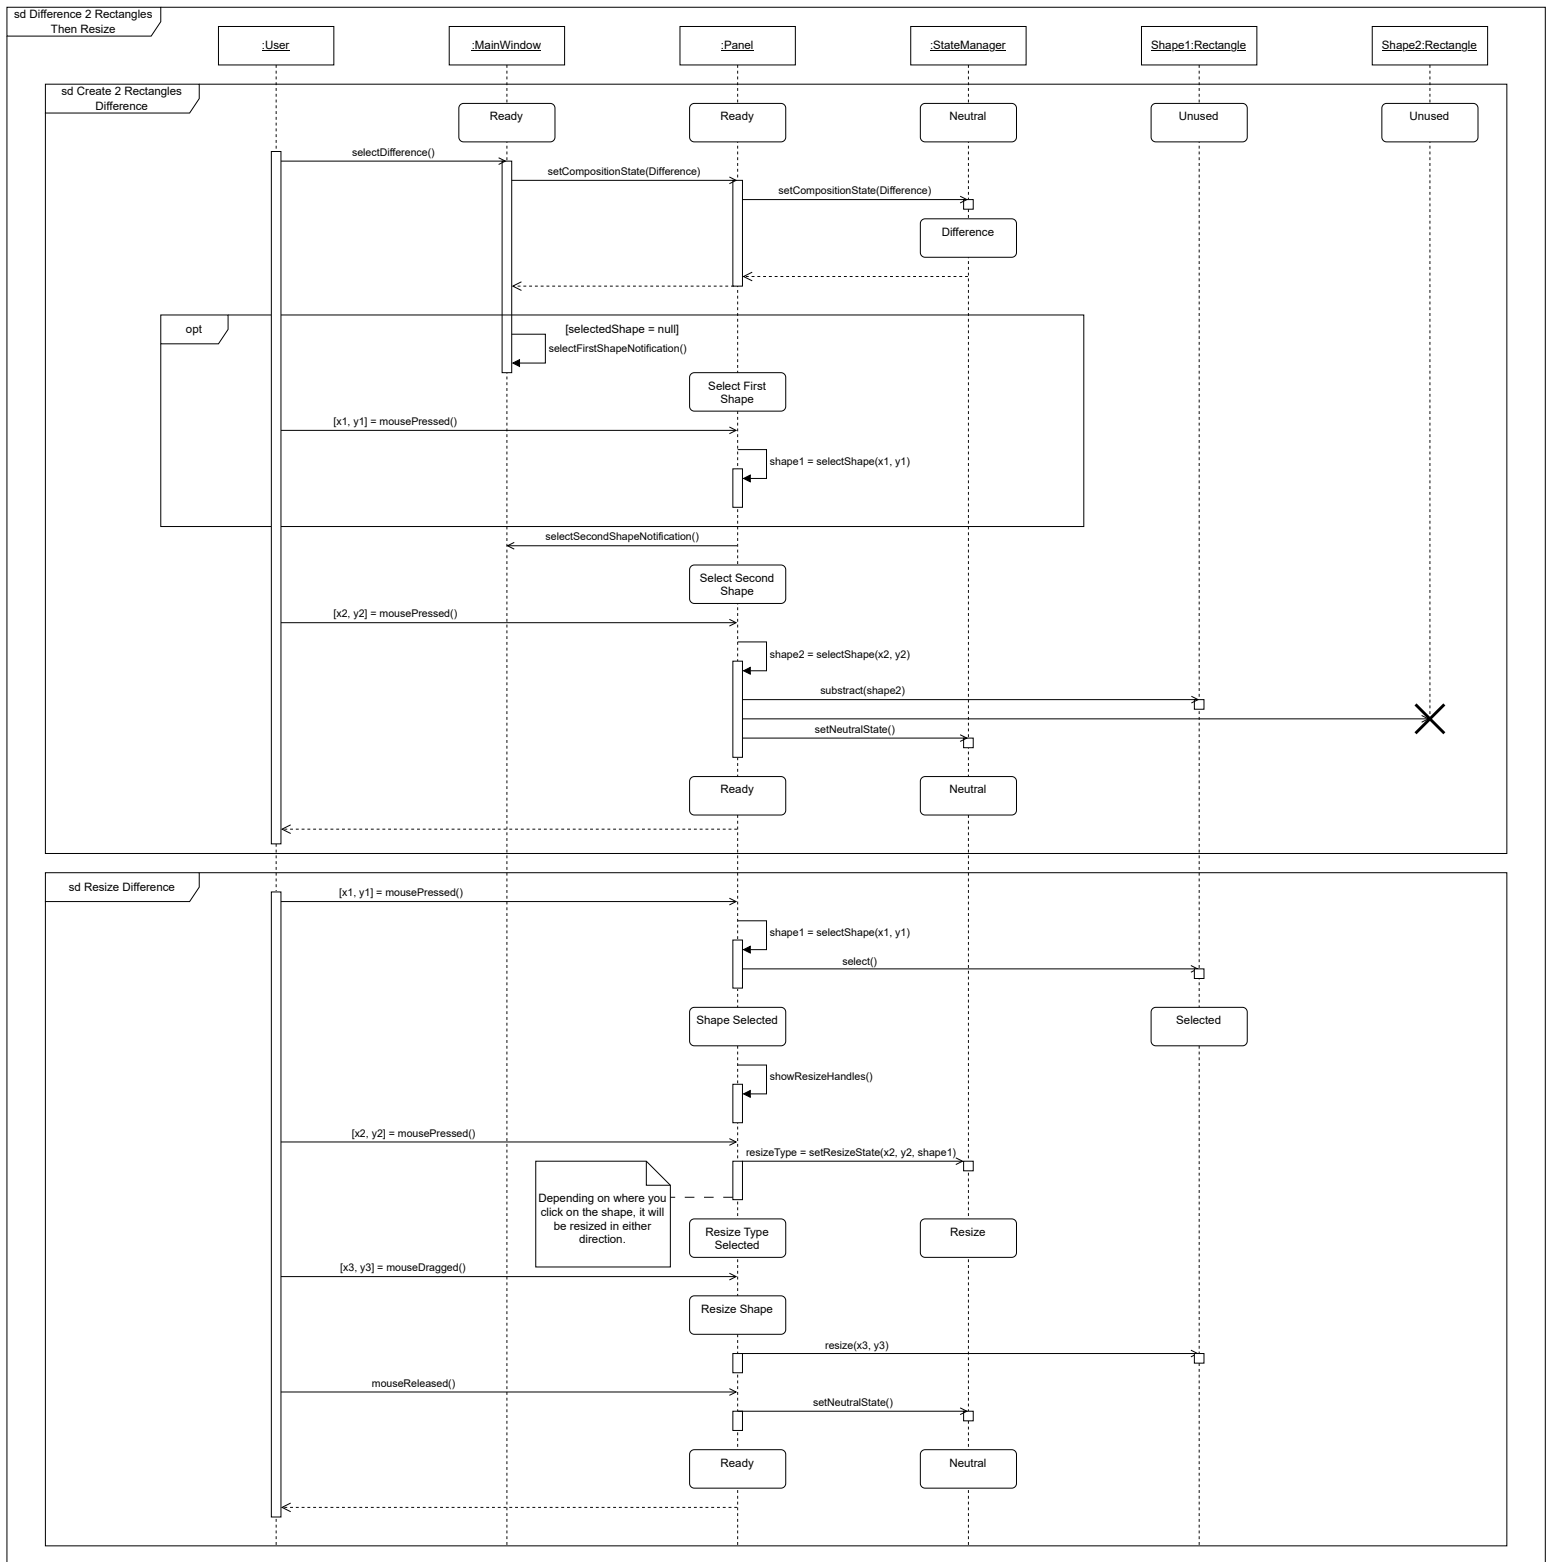 sd Difference 2 Rectangles
Then Resize
:User
:MainWindow
:Panel
:StateManager
Shape1:Rectangle
Shape2:Rectangle
sd Create 2 Rectangles
Difference
Ready
Ready
Neutral
Unused
Unused
selectDifference()
setCompositionState(Difference)
setCompositionState(Difference)
Difference
opt
[selectedShape = null]
selectFirstShapeNotification()
Select First
Shape
[x1, y1] = mousePressed()
shape1 = selectShape(x1, y1)
selectSecondShapeNotification()
Select Second
Shape
[x2, y2] = mousePressed()
shape2 = selectShape(x2, y2)
substract(shape2)
setNeutralState()
Ready
Neutral
sd Resize Difference
[x1, y1] = mousePressed()
shape1 = selectShape(x1, y1)
select()
Shape Selected
Selected
showResizeHandles()
[x2, y2] = mousePressed()
resizeType = setResizeState(x2, y2, shape1)
Depending on where you
click on the shape, it will
be resized in either
direction.
Resize Type
Selected
Resize
[x3, y3] = mouseDragged()
Resize Shape
resize(x3, y3)
mouseReleased()
setNeutralState()
Ready
Neutral